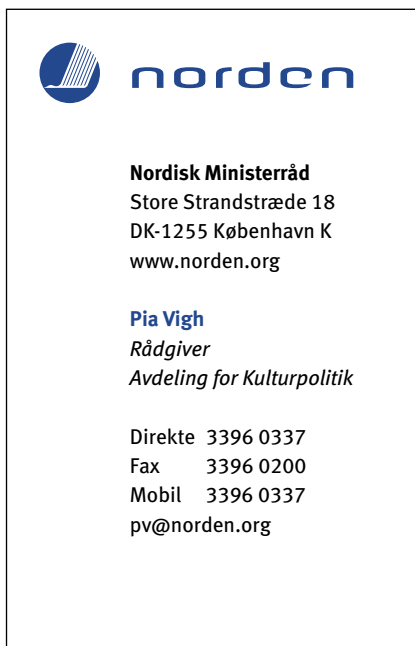 norden
Nordisk Ministerråd
Store Strandstræde 18
DK-1255 København K
www.norden.org
Pia Vigh
Rådgiver
Avdeling for Kulturpolitik
Direkte 3396 0337
Fax 3396 0200
Mobil 3396 0337
pv@norden.org